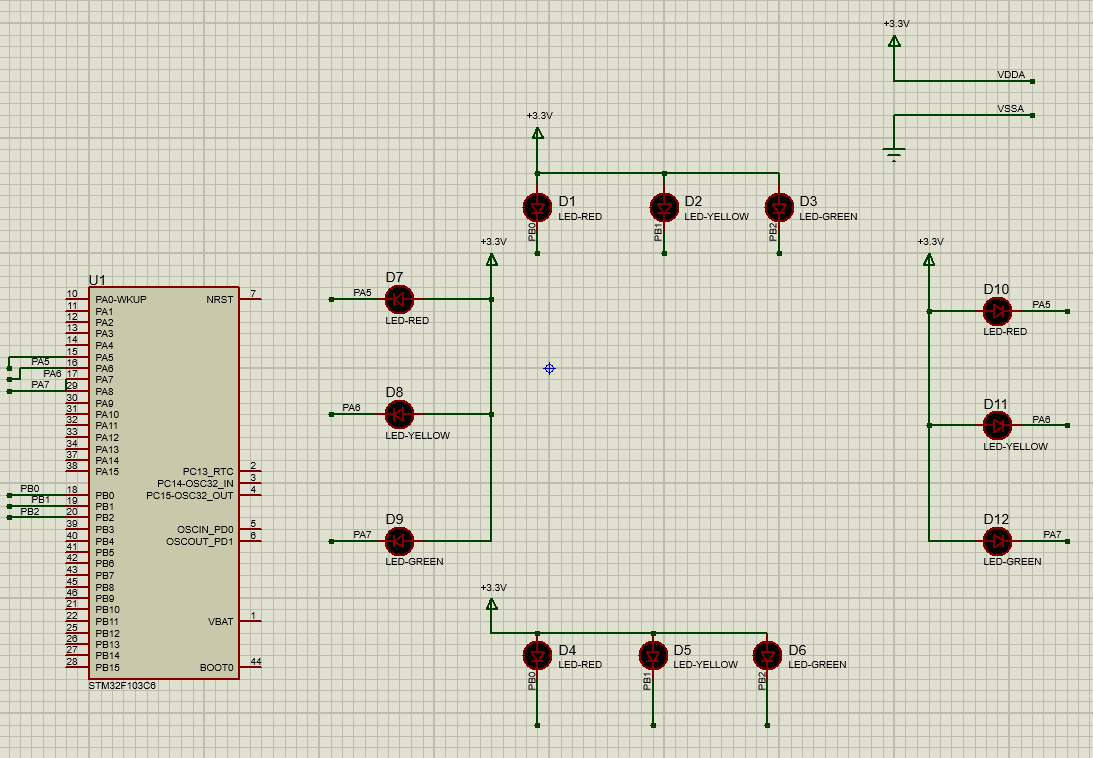 +3.3V
VDDA
VSSA
+3.3V
D1
LED-RED
PB0
D2
LED-YELLOW
PB1
D3
LED-GREEN
PB2
+3.3V
D7
PA5
LED-RED
D8
PA6
LED-YELLOW
D9
PA7
LED-GREEN
+3.3V
D10
PA5
LED-RED
D11
PA6
LED-YELLOW
D12
PA7
LED-GREEN
U1
10 PA0-WKUP NRST 7
11 PA1
12 PA2
13 PA3
14 PA4
15 PA5
PA5 16 PA6
PA6 17 PA7
PA7 29 PA8
30 PA9
31 PA10
32 PA11
33 PA12
34 PA13
37 PA14
38 PA15 PC13_RTC 2
PC14-OSC32_IN 3
PB0 18 PB0 PC15-OSC32_OUT 4
PB1 19 PB1
PB2 20 PB2
39 PB3 OSCIN_PD0 5
40 PB4 OSCOUT_PD1 6
41 PB5
42 PB6
43 PB7
45 PB8
46 PB9
21 PB10
22 PB11 VBAT 1
25 PB12
26 PB13
27 PB14
28 PB15 BOOT0 44
STM32F103C6
+3.3V
D4
LED-RED
PB0
D5
LED-YELLOW
PB1
D6
LED-GREEN
PB2